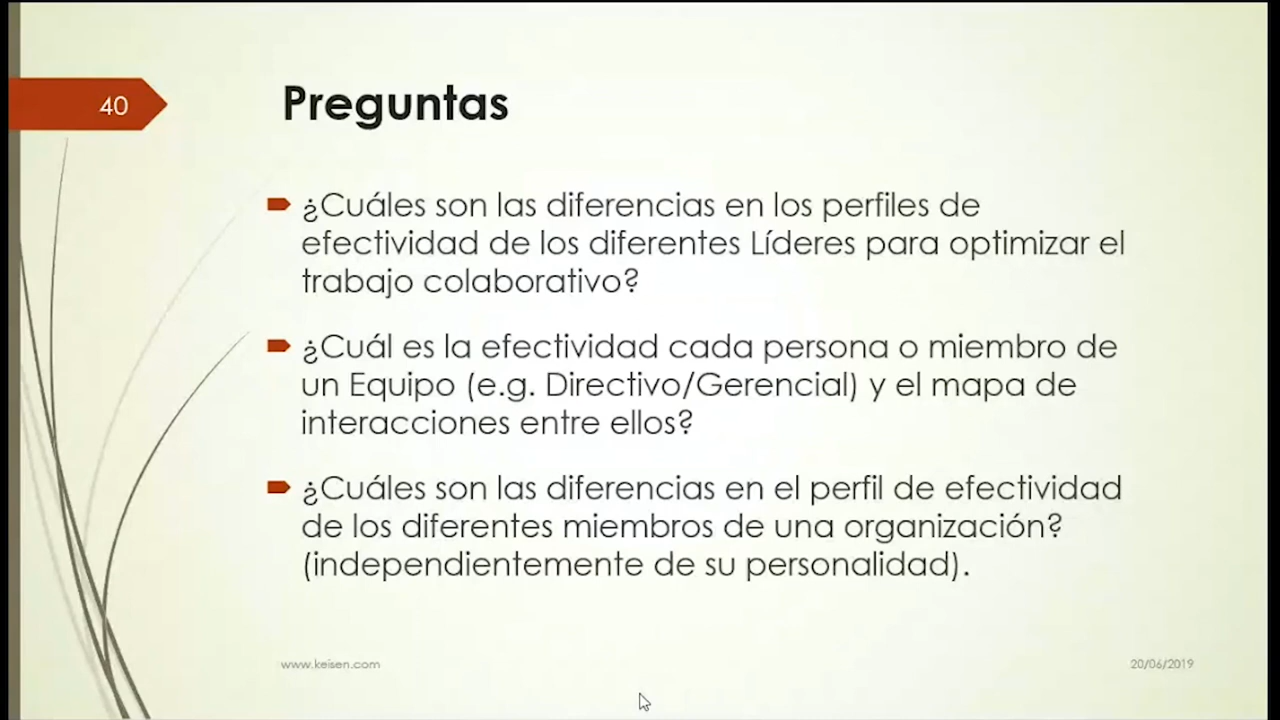 40
Preguntas
¿Cuáles son las diferencias en los perfiles de
efectividad de los diferentes Líderes para optimizar el
trabajo colaborativo?
¿Cuál es la efectividad cada persona o miembro de
un Equipo (e.g. Directivo/Gerencial) y el mapa de
interacciones entre ellos?
¿Cuáles son las diferencias en el perfil de efectividad
de los diferentes miembros de una organización?
(independientemente de su personalidad).
www.keisen.com
20/06/2019